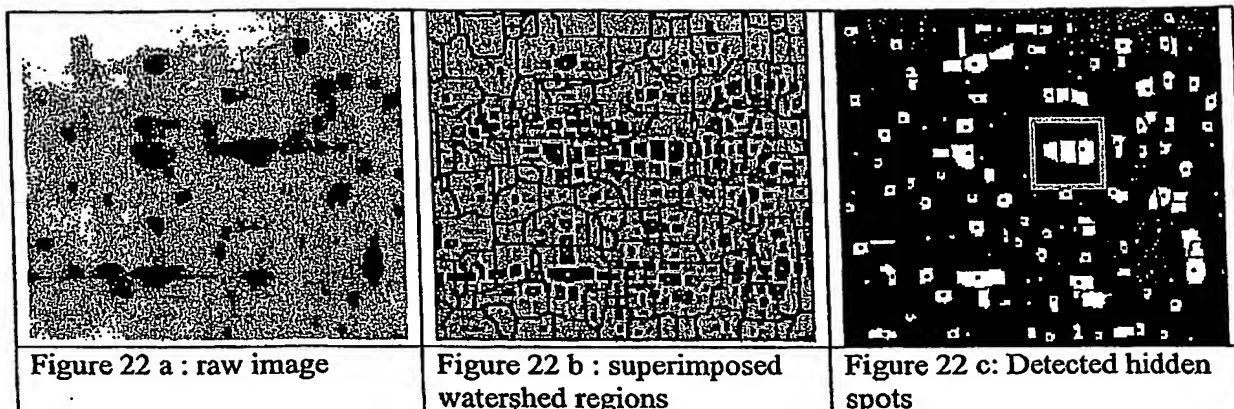 Figure 22 a : raw image
Figure 22 b : superimposed
watershed regions
Figure 22 c: Detected hidden
spots